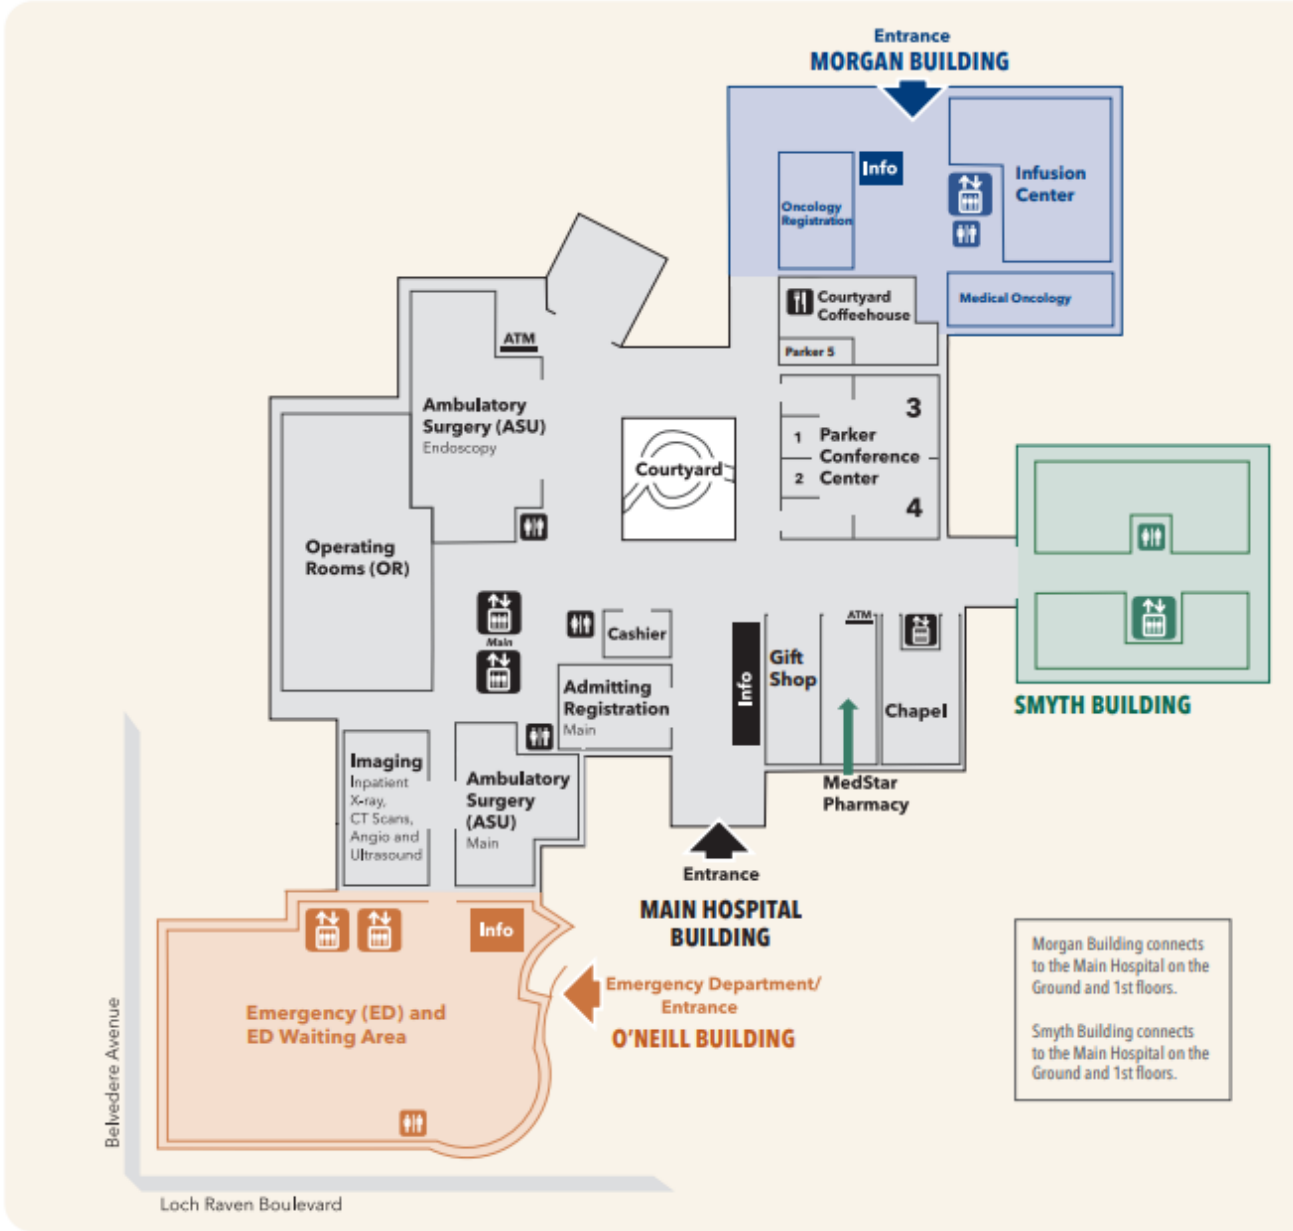 Entrance
MORGAN BUILDING
Info
Infusion
Center
Oncology
Registration
Medical Oncology
Courtyard
Coffeehouse
Parker 5
ATM
Ambulatory
Surgery (ASU)
Endoscopy
3
1
Parker
Conference
2
Center
4
Courtyard
Operating
Rooms (OR)
Main
Cashier
ATM
Gift
Shop
Info
Admitting
Registration
Main
Chapel
SMYTH BUILDING
Imaging
Inpatient
X-ray,
CT Scans,
Angio and
Ultrasound
Ambulatory
Surgery
(ASU)
Main
MedStar
Pharmacy
Entrance
MAIN HOSPITAL
BUILDING
Info
Emergency (ED) and
ED Waiting Area
Emergency Department/
Entrance
O'NEILL BUILDING
Morgan Building connects
to the Main Hospital on the
Ground and 1st floors.
Smyth Building connects
to the Main Hospital on the
Ground and 1st floors.
Belvedere Avenue
Loch Raven Boulevard